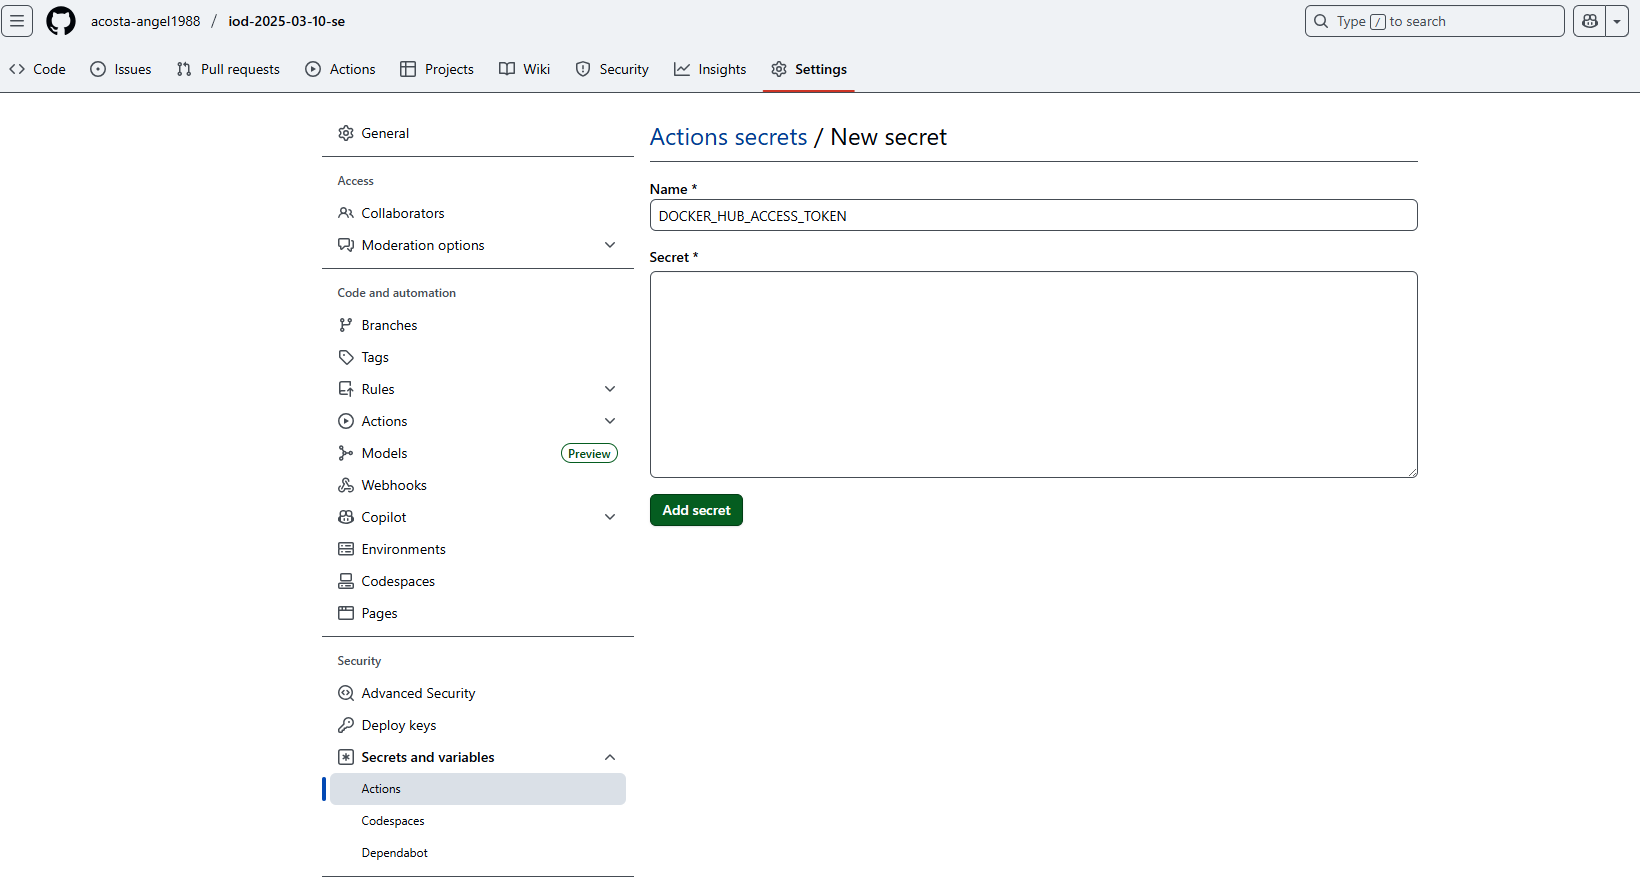 acosta-angel1988 / iod-2025-03-10-se
Type / to search
Code Issues Pull requests Actions Projects Wiki Security Insights Settings
General
Access
Collaborators
Moderation options
Code and automation
Branches
Tags
Rules
Actions
Models Preview
Webhooks
Copilot
Environments
Codespaces
Pages
Security
Advanced Security
Deploy keys
Secrets and variables
Actions
Codespaces
Dependabot
Actions secrets / New secret
Name *
DOCKER_HUB_ACCESS_TOKEN
Secret *
Add secret